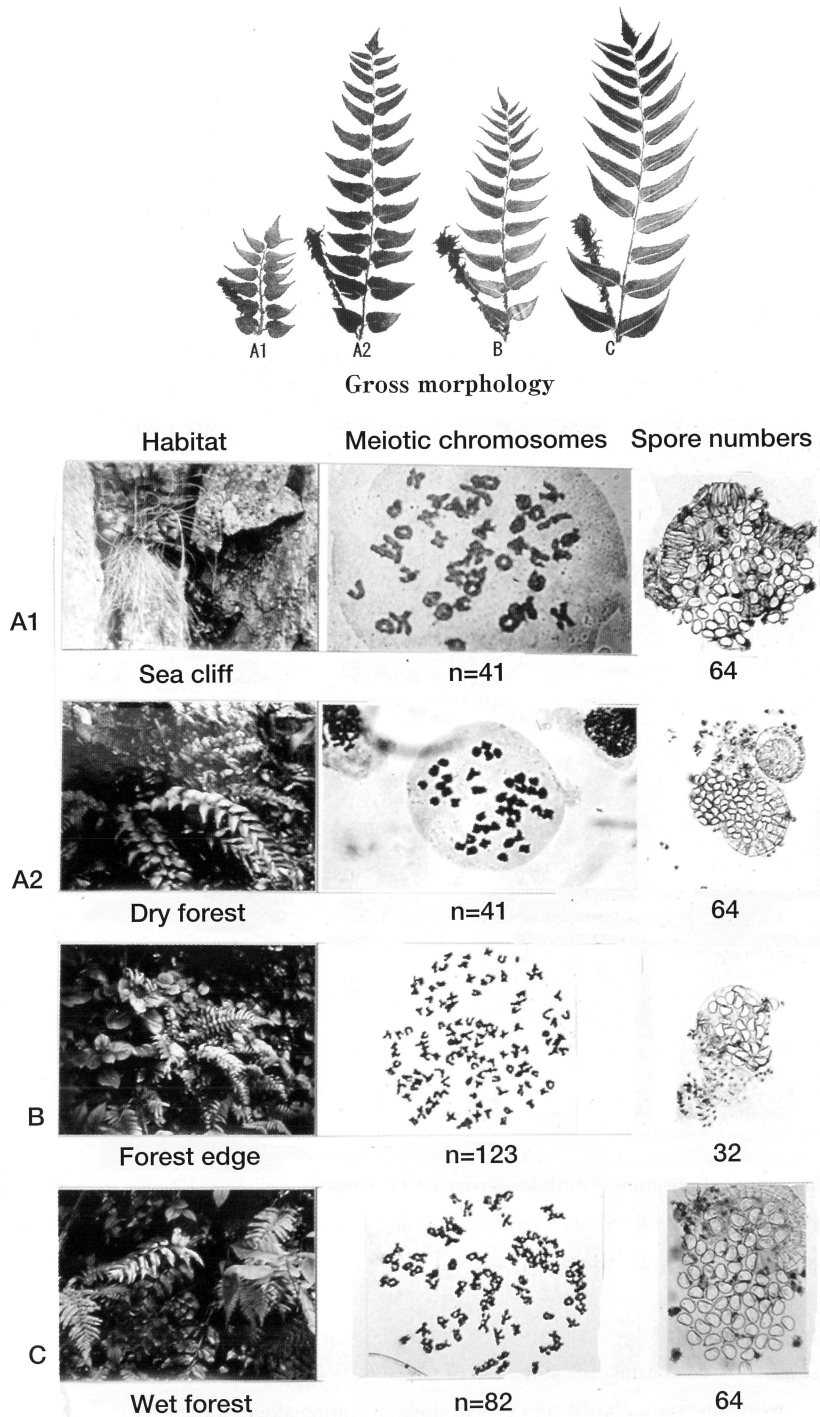 A1 A2 B C
Gross morphology
Habitat Meiotic chromosomes Spore numbers
A1
Sea cliff n=41 64
A2
Dry forest n=41 64
B
Forest edge n=123 32
C
Wet forest n=82 64